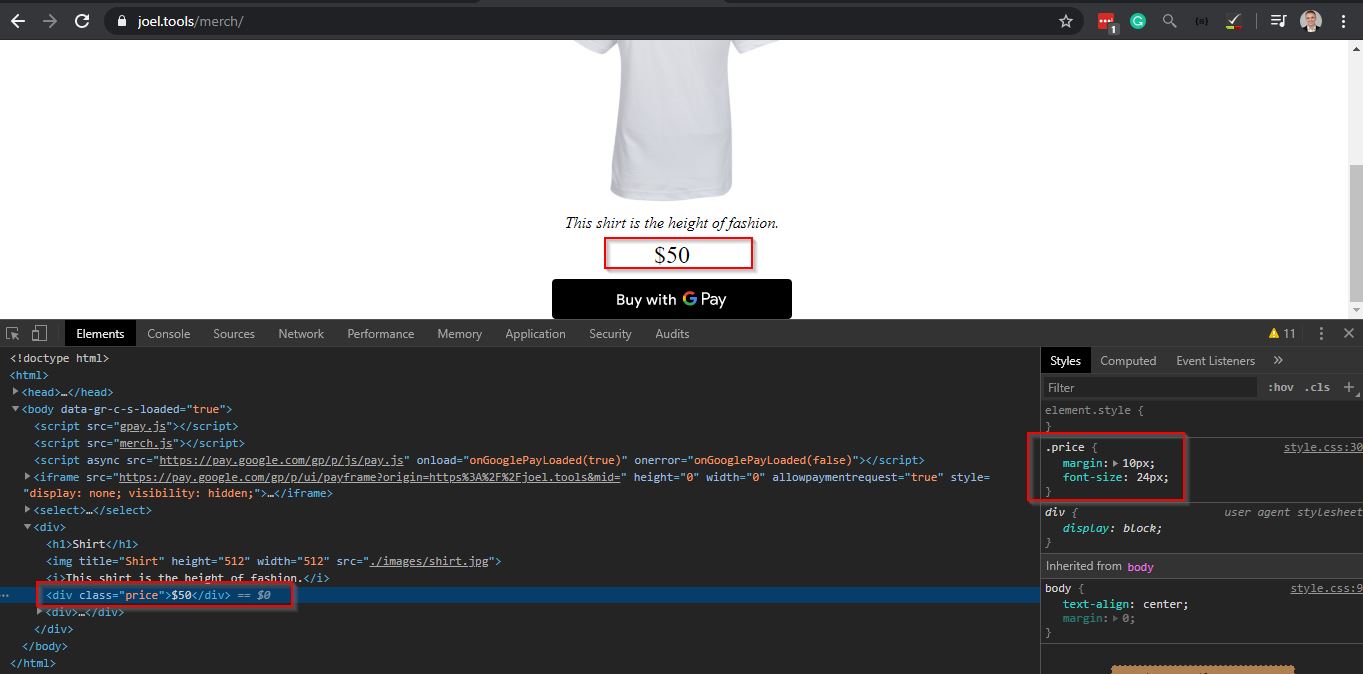 joel.tools/merch/
1
This shirt is the height of fashion.
$50
Buy with G Pay
Elements Console Sources Network Performance Memory Application Security Audits
11
<!doctype html>
<html>
<head>…</head>
<body data-gr-c-s-loaded="true">
<script src="gpay.js"></script>
<script src="merch.js"></script>
<script async src="https://pay.google.com/gp/p/js/pay.js" onload="onGooglePayLoaded(true)" onerror="onGooglePayLoaded(false)"></script>
<iframe src="https://pay.google.com/gp/p/ui/payframe?origin=https%3A%2F%2Fjoel.tools&mid=" height="0" width="0" allowpaymentrequest="true" style=
"display: none; visibility: hidden;">…</iframe>
<select>…</select>
<div>
<h1>Shirt</h1>
<img title="Shirt" height="512" width="512" src="./images/shirt.jpg">
<i>This shirt is the height of fashion.</i>
<div class="price">$50</div> == $0
<div>…</div>
</div>
</body>
</html>
Styles Computed Event Listeners »
Filter :hov .cls +
element.style {
}
.price { style.css:30
margin: 10px;
font-size: 24px;
}
div { user agent stylesheet
display: block;
}
Inherited from body
body { style.css:9
text-align: center;
margin: 0;
}